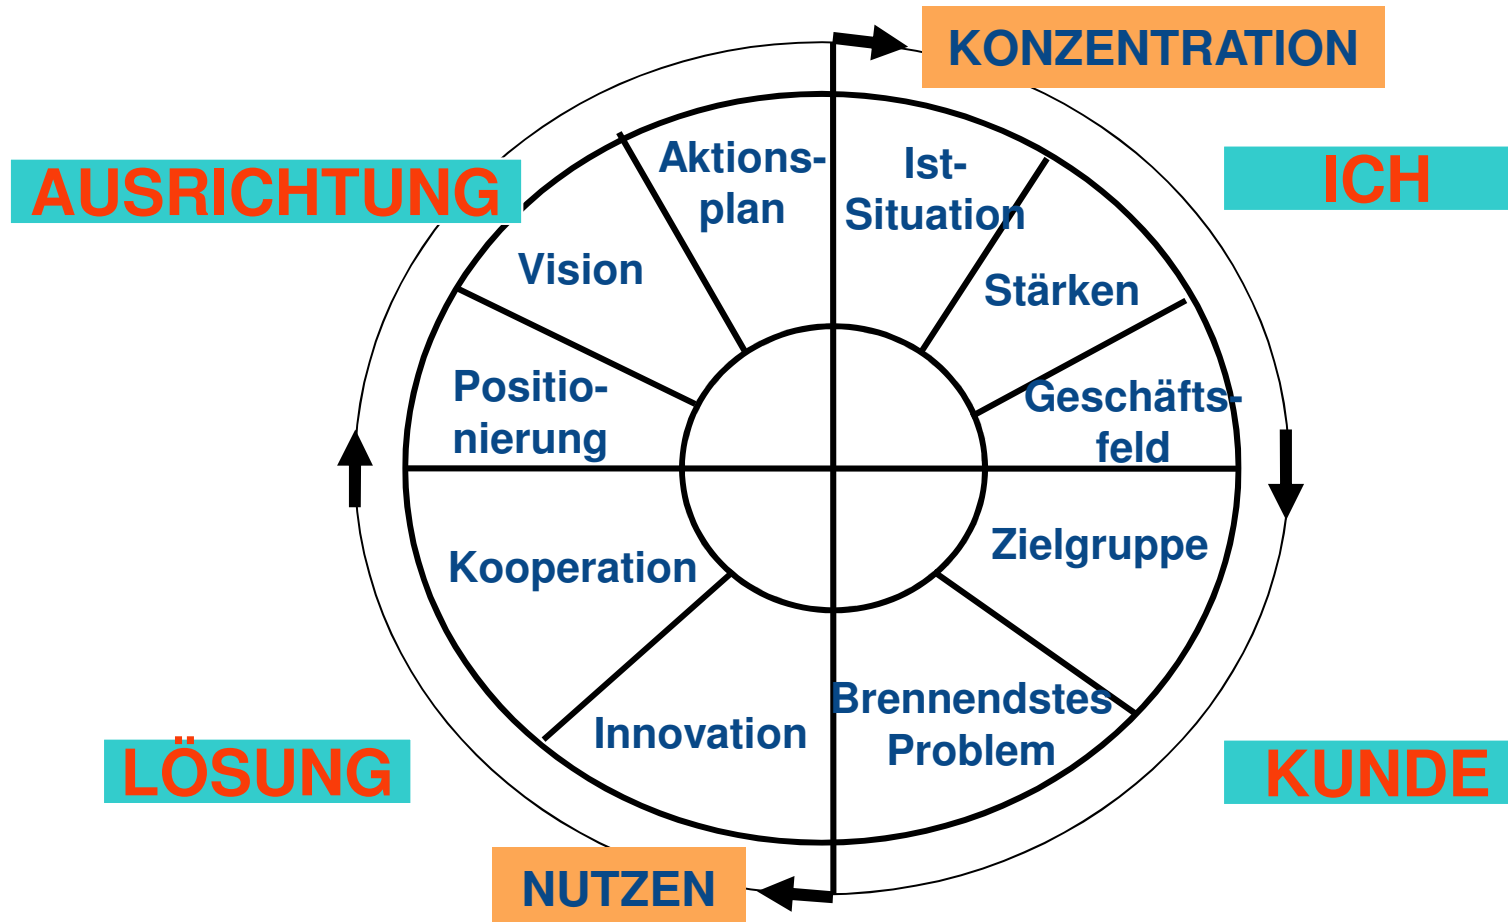 KONZENTRATION
AUSRICHTUNG
ICH
Aktions-
plan
Ist-
Situation
Vision
Stärken
Positio-
nierung
Geschäfts-
feld
Kooperation
Zielgruppe
Innovation
Brennendstes
Problem
LÖSUNG
KUNDE
NUTZEN